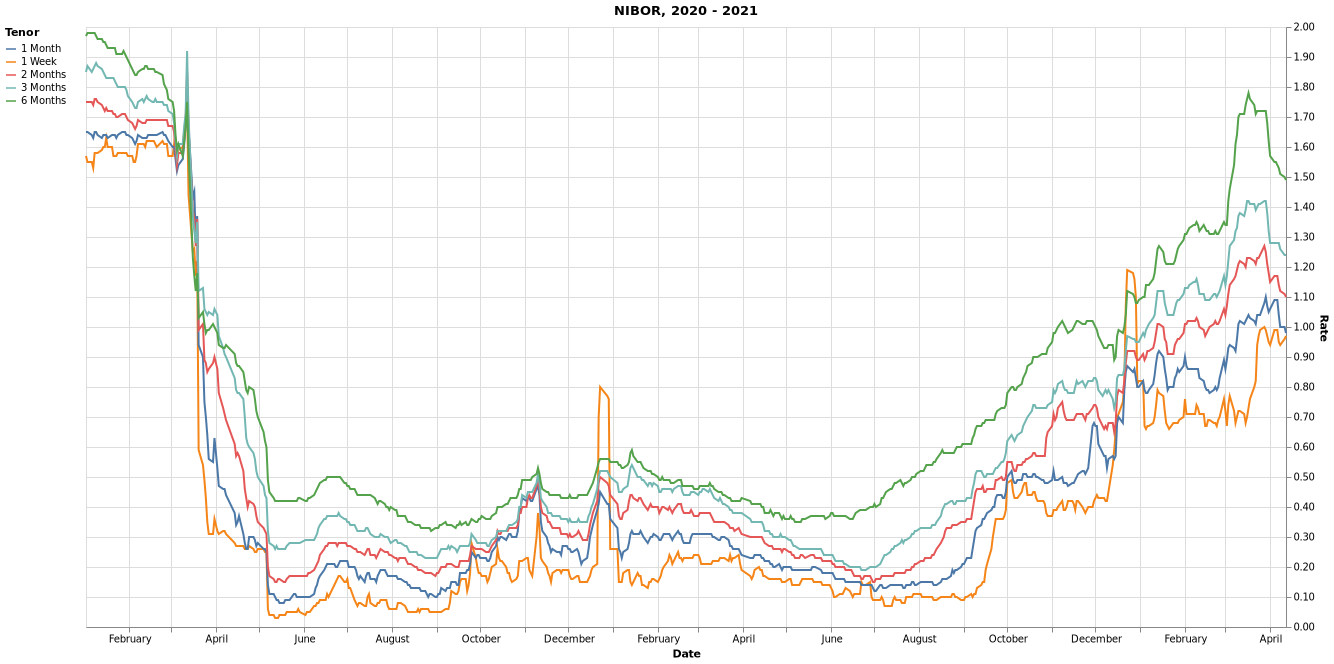 NIBOR, 2020 - 2021
Tenor
1 Month
1 Week
2 Months
3 Months
6 Months
2.00
1.90
1.80
1.70
1.60
1.50
1.40
1.30
1.20
1.10
1.00
0.90
0.80
0.70
0.60
0.50
0.40
0.30
0.20
0.10
0.00
Rate
February April June August October December February April June August October December February April
Date